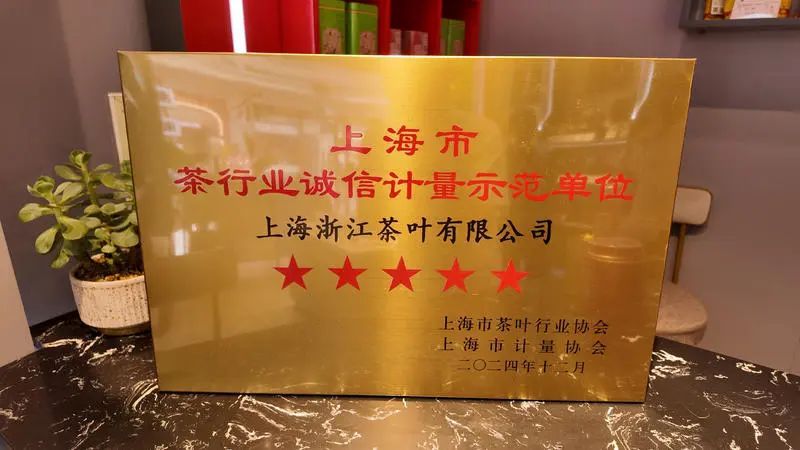 上海市
茶行业诚信计量示范单位
上海浙江茶叶有限公司
上海市茶叶行业协会
上海市计量协会
二〇二四年十二月